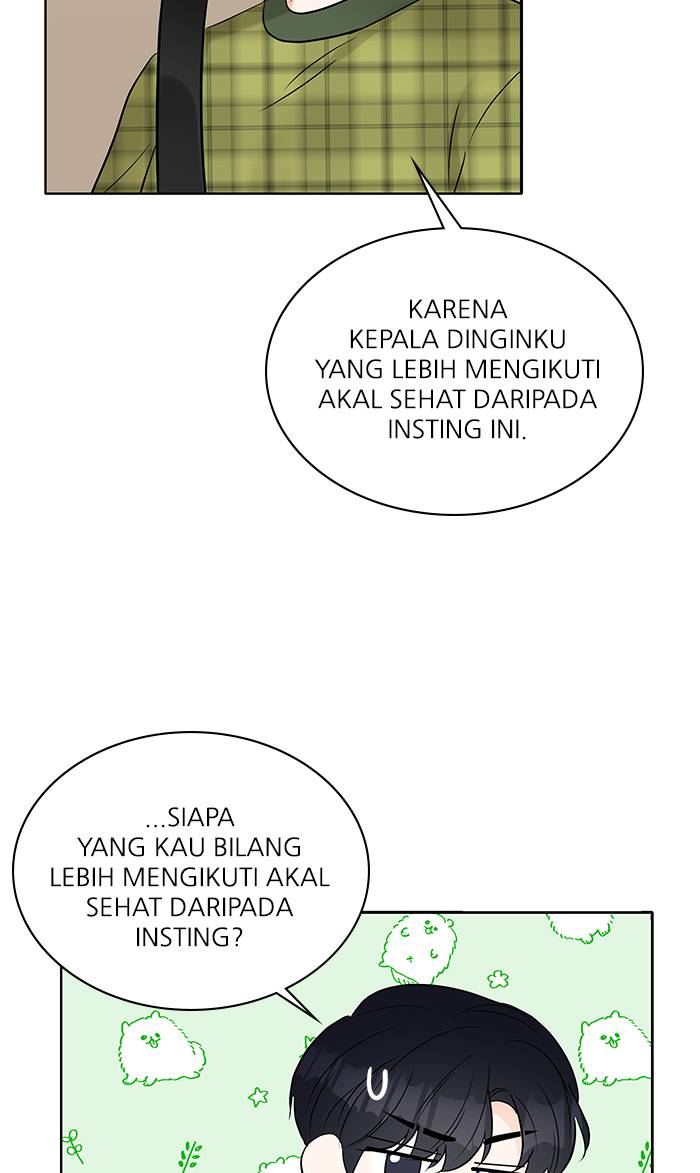 KARENA
KEPALA DINGINKU
YANG LEBIH MENGIKUTI
AKAL SEHAT DARIPADA
INSTING INI.
...SIAPA
YANG KAU BILANG
LEBIH MENGIKUTI AKAL
SEHAT DARIPADA
INSTING?